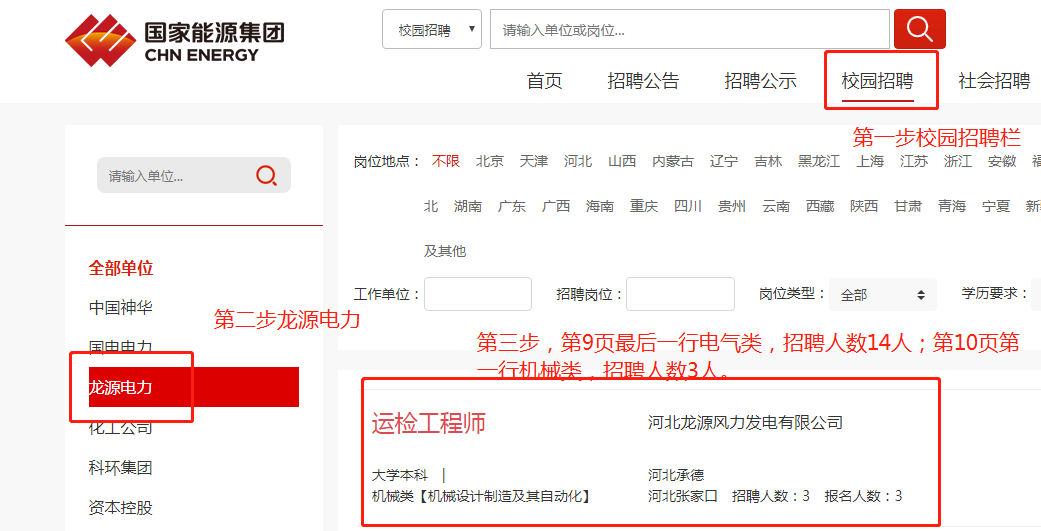 国家能源集团
CHN ENERGY
校园招聘
请输入单位或岗位...
首页 招聘公告 招聘公示 校园招聘 社会招聘
第一步校园招聘栏
请输入单位...
岗位地点： 不限 北京 天津 河北 山西 内蒙古 辽宁 吉林 黑龙江 上海 江苏 浙江 安徽
北 湖南 广东 广西 海南 重庆 四川 贵州 云南 西藏 陕西 甘肃 青海 宁夏
及其他
工作单位： 招聘岗位： 岗位类型： 全部 学历要求：
全部单位
中国神华
国电电力
龙源电力
化工公司
科环集团
资本控股
第二步龙源电力
第三步，第9页最后一行电气类，招聘人数14人；第10页第
一行机械类，招聘人数3人。
运检工程师 河北龙源风力发电有限公司
大学本科 | 河北承德
机械类【机械设计制造及其自动化】 河北张家口 招聘人数：3 报名人数：3